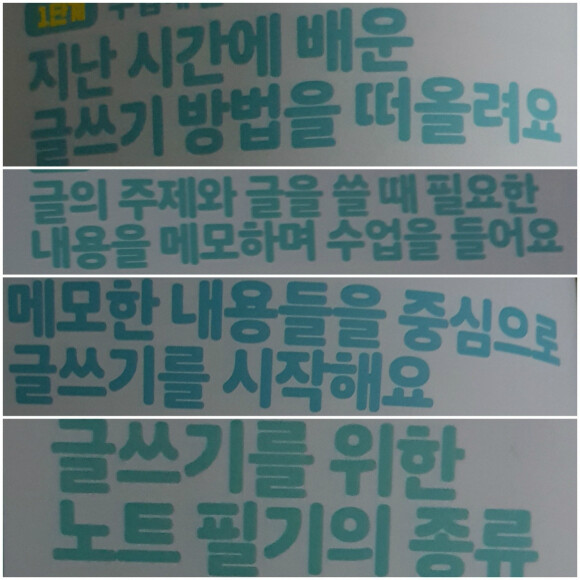 1단계
지난 시간에 배운
글쓰기 방법을 떠올려요
글의 주제와 글을 쓸 때 필요한
내용을 메모하며 수업을 들어요
메모한 내용들을 중심으로
글쓰기를 시작해요
글쓰기를 위한
노트 필기의 종류